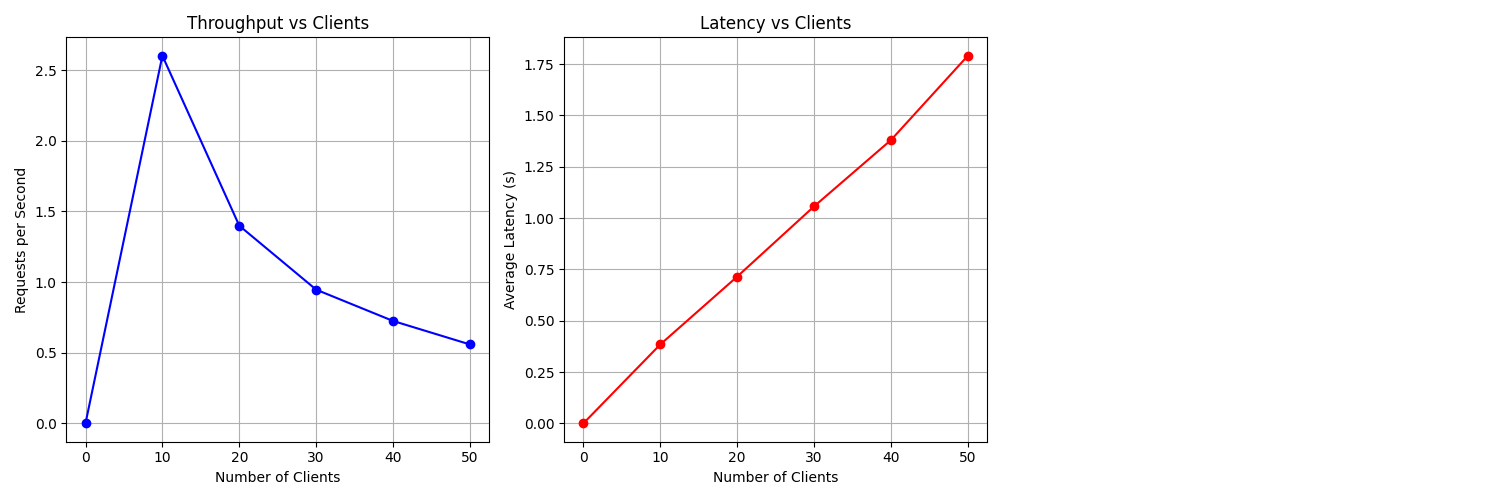 Throughput vs Clients
Requests per Second
2.5
2.0
1.5
1.0
0.5
0.0
0 10 20 30 40 50
Number of Clients
Latency vs Clients
Average Latency (s)
1.75
1.50
1.25
1.00
0.75
0.50
0.25
0.00
0 10 20 30 40 50
Number of Clients